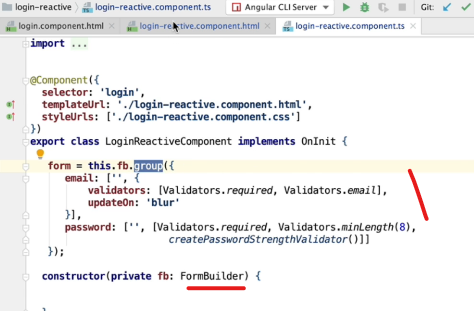 login-reactive login-reactive.component.ts Angular CLI Server Git:
login-reactive.component.html login-reactive.component.html login-reactive.component.ts
import ...
@Component({
selector: 'login',
templateUrl: './login-reactive.component.html',
styleUrls: ['./login-reactive.component.css']
})
export class LoginReactiveComponent implements OnInit {
form = this.fb.group({
email: ['', {
validators: [Validators.required, Validators.email],
updateOn: 'blur'
}],
password: ['', [Validators.required, Validators.minLength(8),
createPasswordStrengthValidator()]]
});
constructor(private fb: FormBuilder) {
}